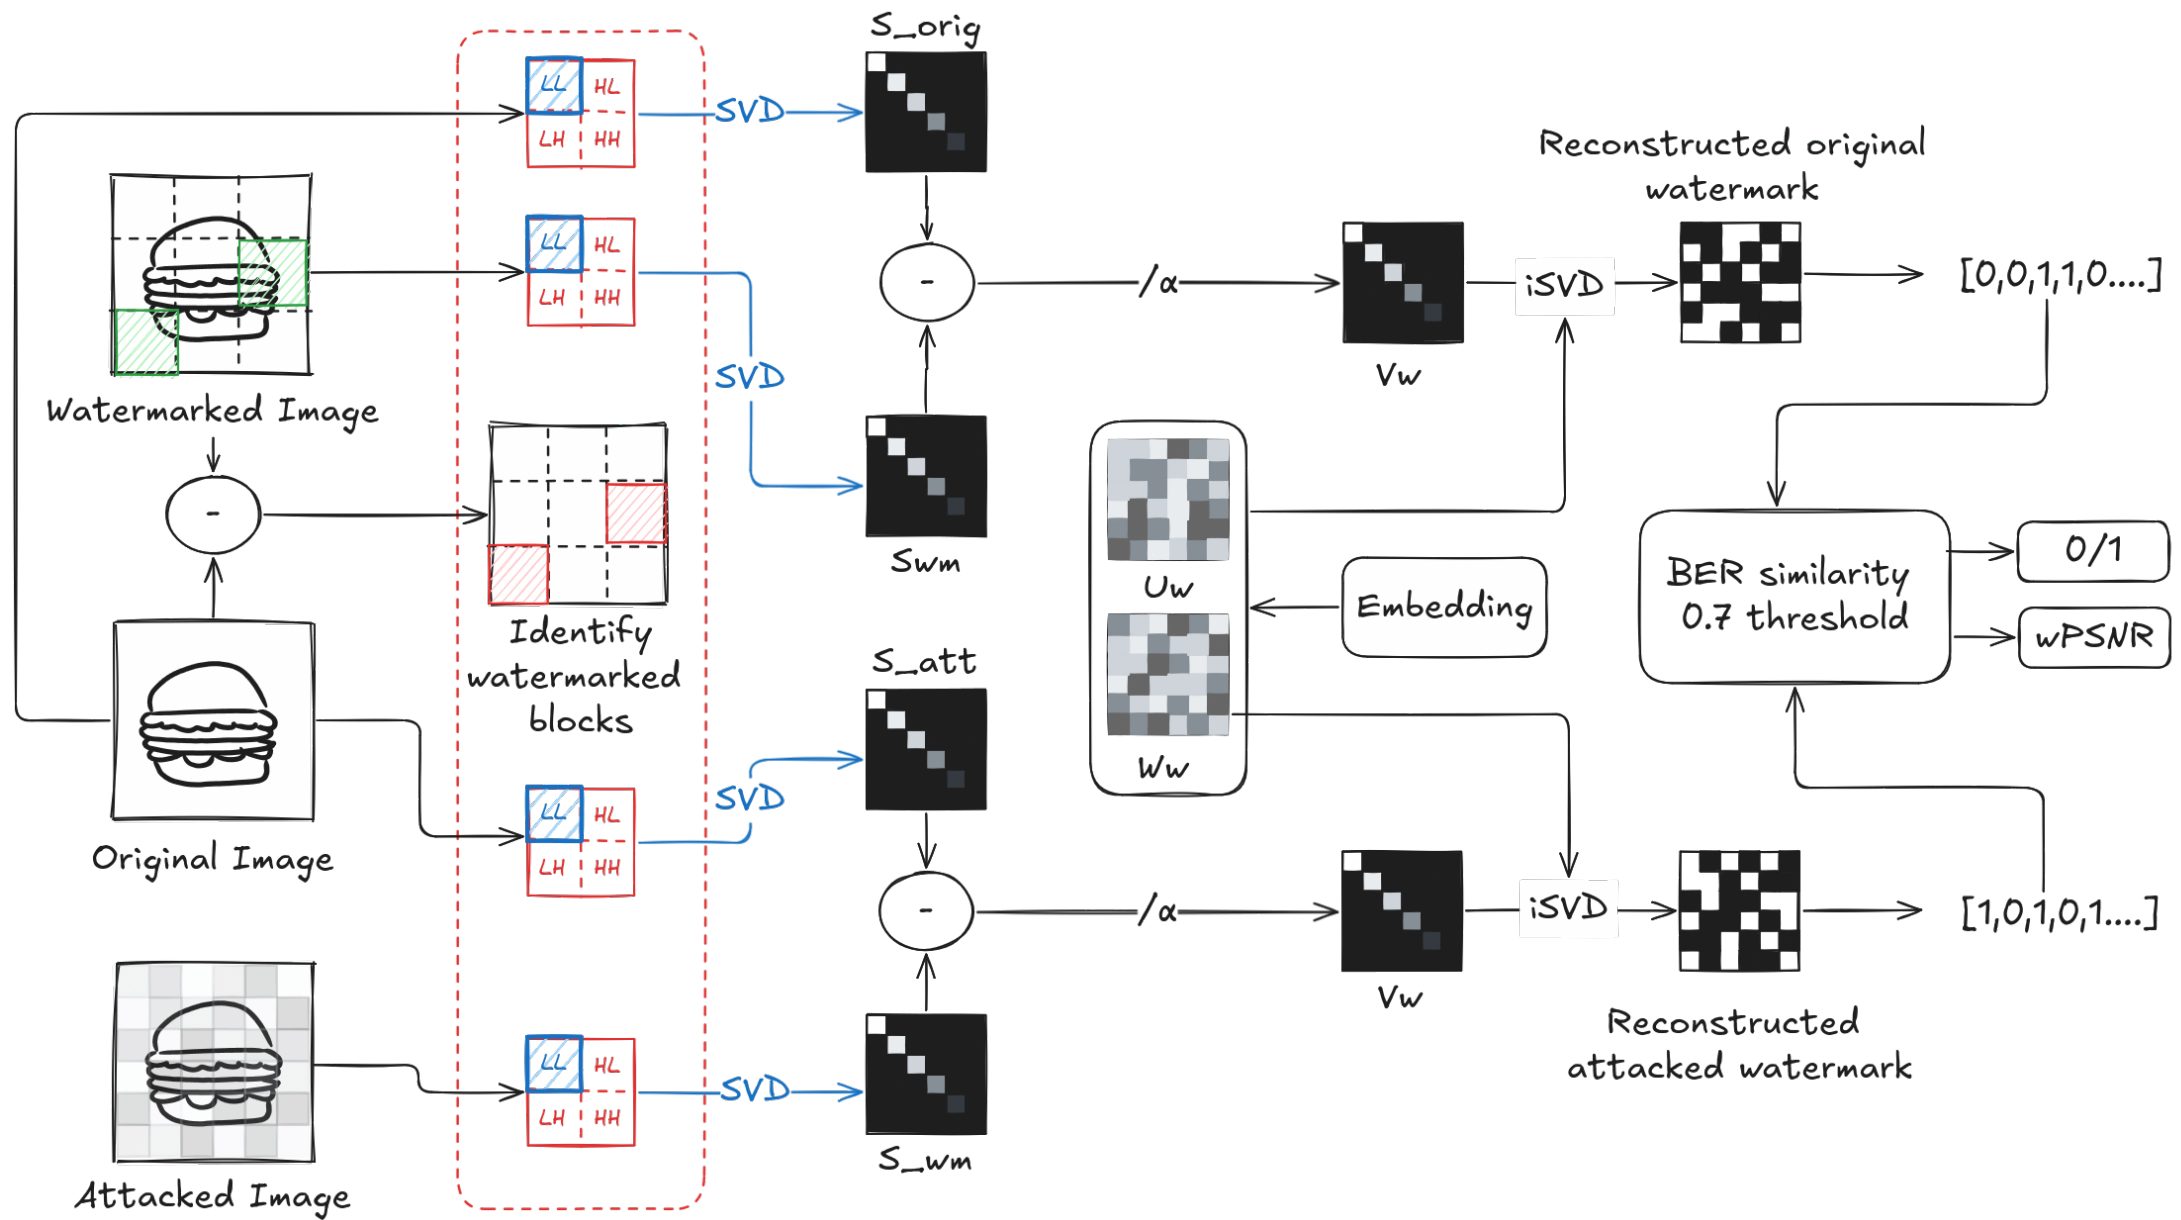 S_orig
LL HL
LH HH
SVD
Reconstructed original
watermark
LL HL
LH HH
/α
iSVD
[0,0,1,1,0....]
Vw
SVD
Watermarked Image
-
-
Swm
Uw
Embedding
BER similarity
0.7 threshold
0/1
wPSNR
Identify
watermarked
blocks
S_att
Ww
SVD
LL HL
LH HH
Original Image
-
/α
iSVD
[1,0,1,0,1....]
Vw
Reconstructed
attacked watermark
LL HL
LH HH
SVD
S_wm
Attacked Image